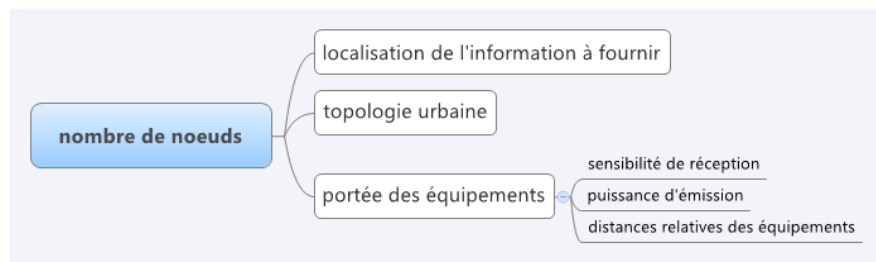 localisation de l'information à fournir
topologie urbaine
nombre de noeuds
portée des équipements
sensibilité de réception
puissance d'émission
distances relatives des équipements